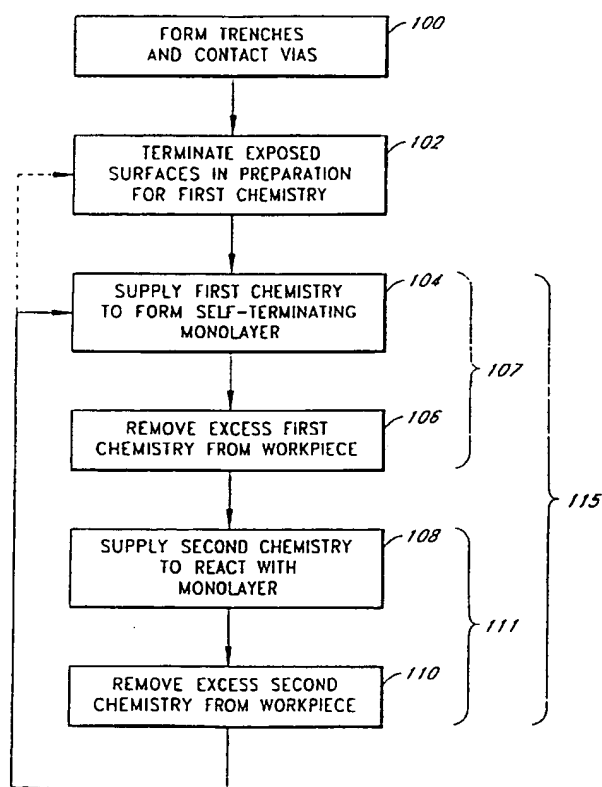 FORM TRENCHES
AND CONTACT VIAS
100
TERMINATE EXPOSED
SURFACES IN PREPARATION
FOR FIRST CHEMISTRY
102
SUPPLY FIRST CHEMISTRY
TO FORM SELF-TERMINATING
MONOLAYER
104
107
REMOVE EXCESS FIRST
CHEMISTRY FROM WORKPIECE
106
115
SUPPLY SECOND CHEMISTRY
TO REACT WITH
MONOLAYER
108
111
REMOVE EXCESS SECOND
CHEMISTRY FROM WORKPIECE
110